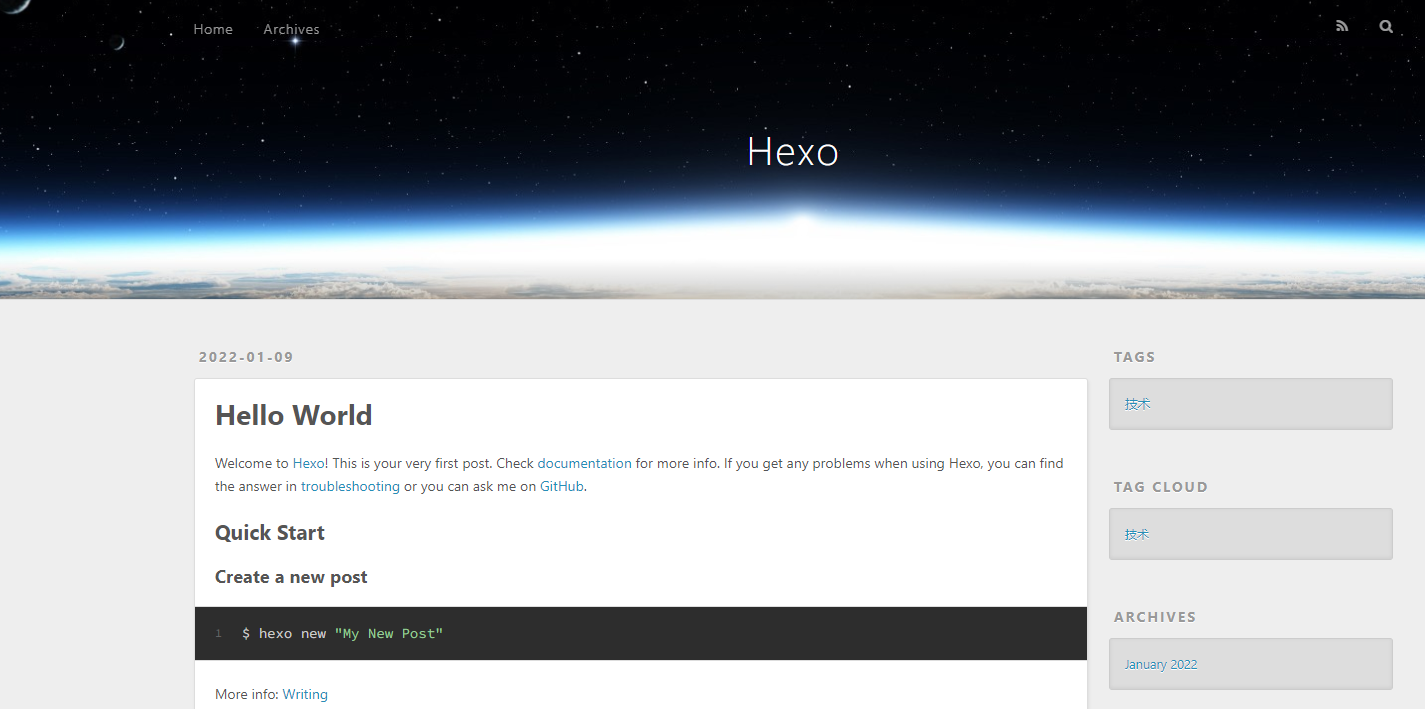 Home Archives
Hexo
2022-01-09
Hello World
Welcome to Hexo! This is your very first post. Check documentation for more info. If you get any problems when using Hexo, you can find
the answer in troubleshooting or you can ask me on GitHub.
Quick Start
Create a new post
1 $ hexo new "My New Post"
More info: Writing
TAGS
技术
TAG CLOUD
技术
ARCHIVES
January 2022